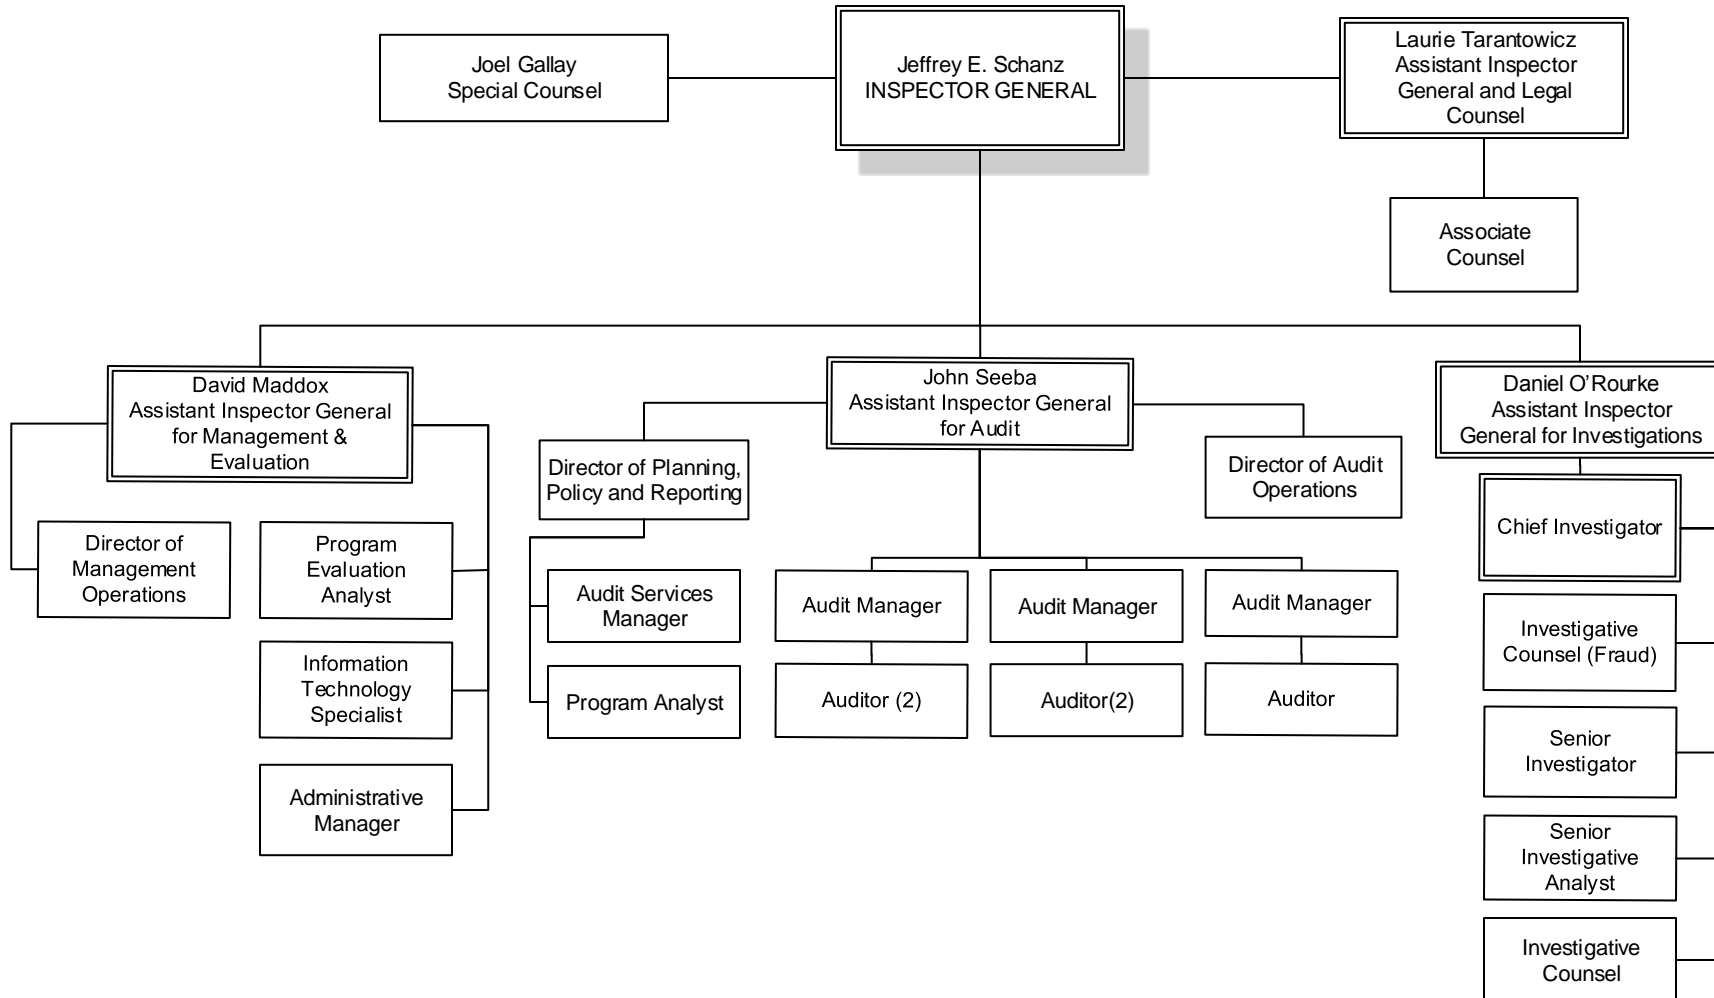 Joel Gallay
Special Counsel
Jeffrey E. Schanz
INSPECTOR GENERAL
Laurie Tarantowicz
Assistant Inspector
General and Legal
Counsel
Associate
Counsel
David Maddox
Assistant Inspector General
for Management &
Evaluation
John Seeba
Assistant Inspector General
for Audit
Daniel O’Rourke
Assistant Inspector
General for Investigations
Director of
Management
Operations
Program
Evaluation
Analyst
Information
Technology
Specialist
Administrative
Manager
Director of Planning,
Policy and Reporting
Audit Services
Manager
Program Analyst
Audit Manager
Auditor (2)
Audit Manager
Auditor(2)
Audit Manager
Auditor
Director of Audit
Operations
Chief Investigator
Investigative
Counsel (Fraud)
Senior
Investigator
Senior
Investigative
Analyst
Investigative
Counsel